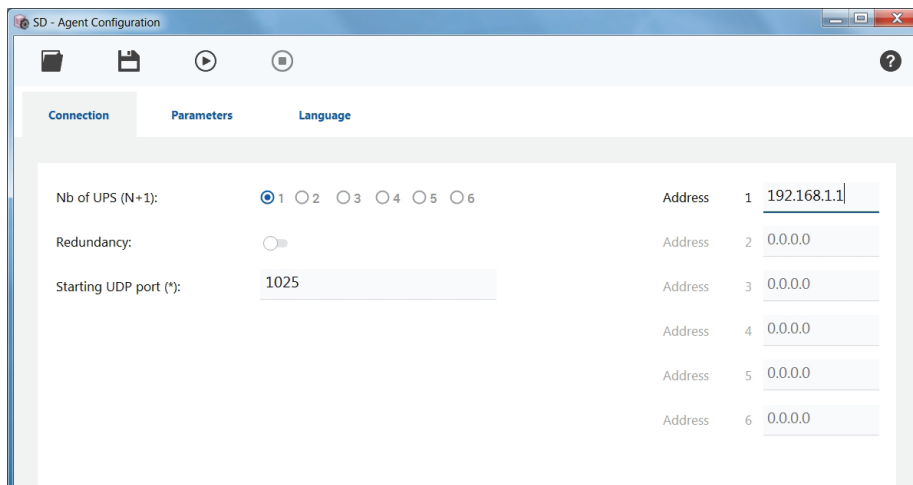 SD - Agent Configuration
Connection Parameters Language
Nb of UPS (N+1): 1 2 3 4 5 6 Address 1 192.168.1.1
Redundancy: Address 2 0.0.0.0
Starting UDP port (*): 1025 Address 3 0.0.0.0
Address 4 0.0.0.0
Address 5 0.0.0.0
Address 6 0.0.0.0